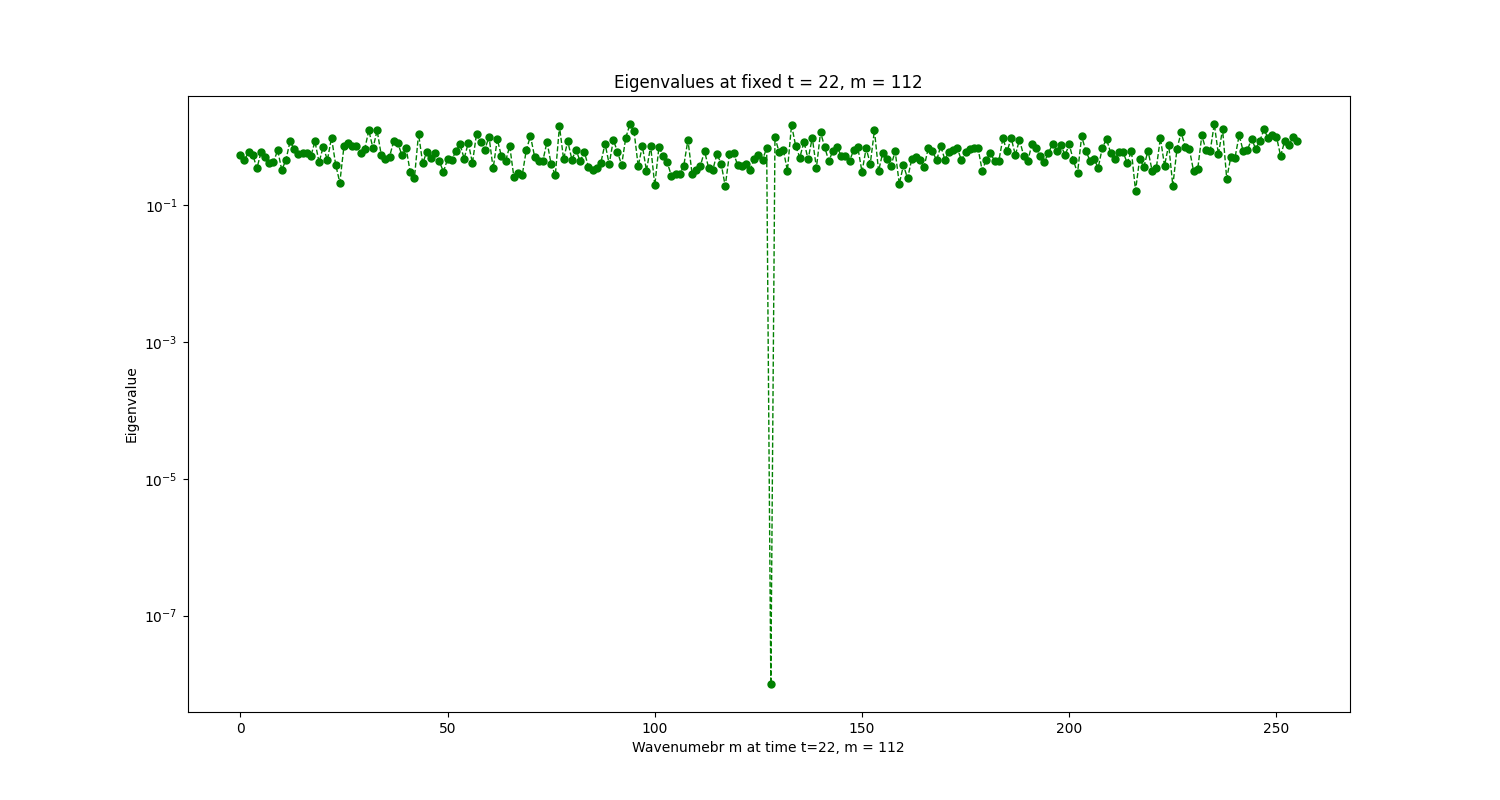 Eigenvalues at fixed t = 22, m = 112
Eigenvalue
10⁻¹
10⁻³
10⁻⁵
10⁻⁷
0 50 100 150 200 250
Wavenumebr m at time t=22, m = 112